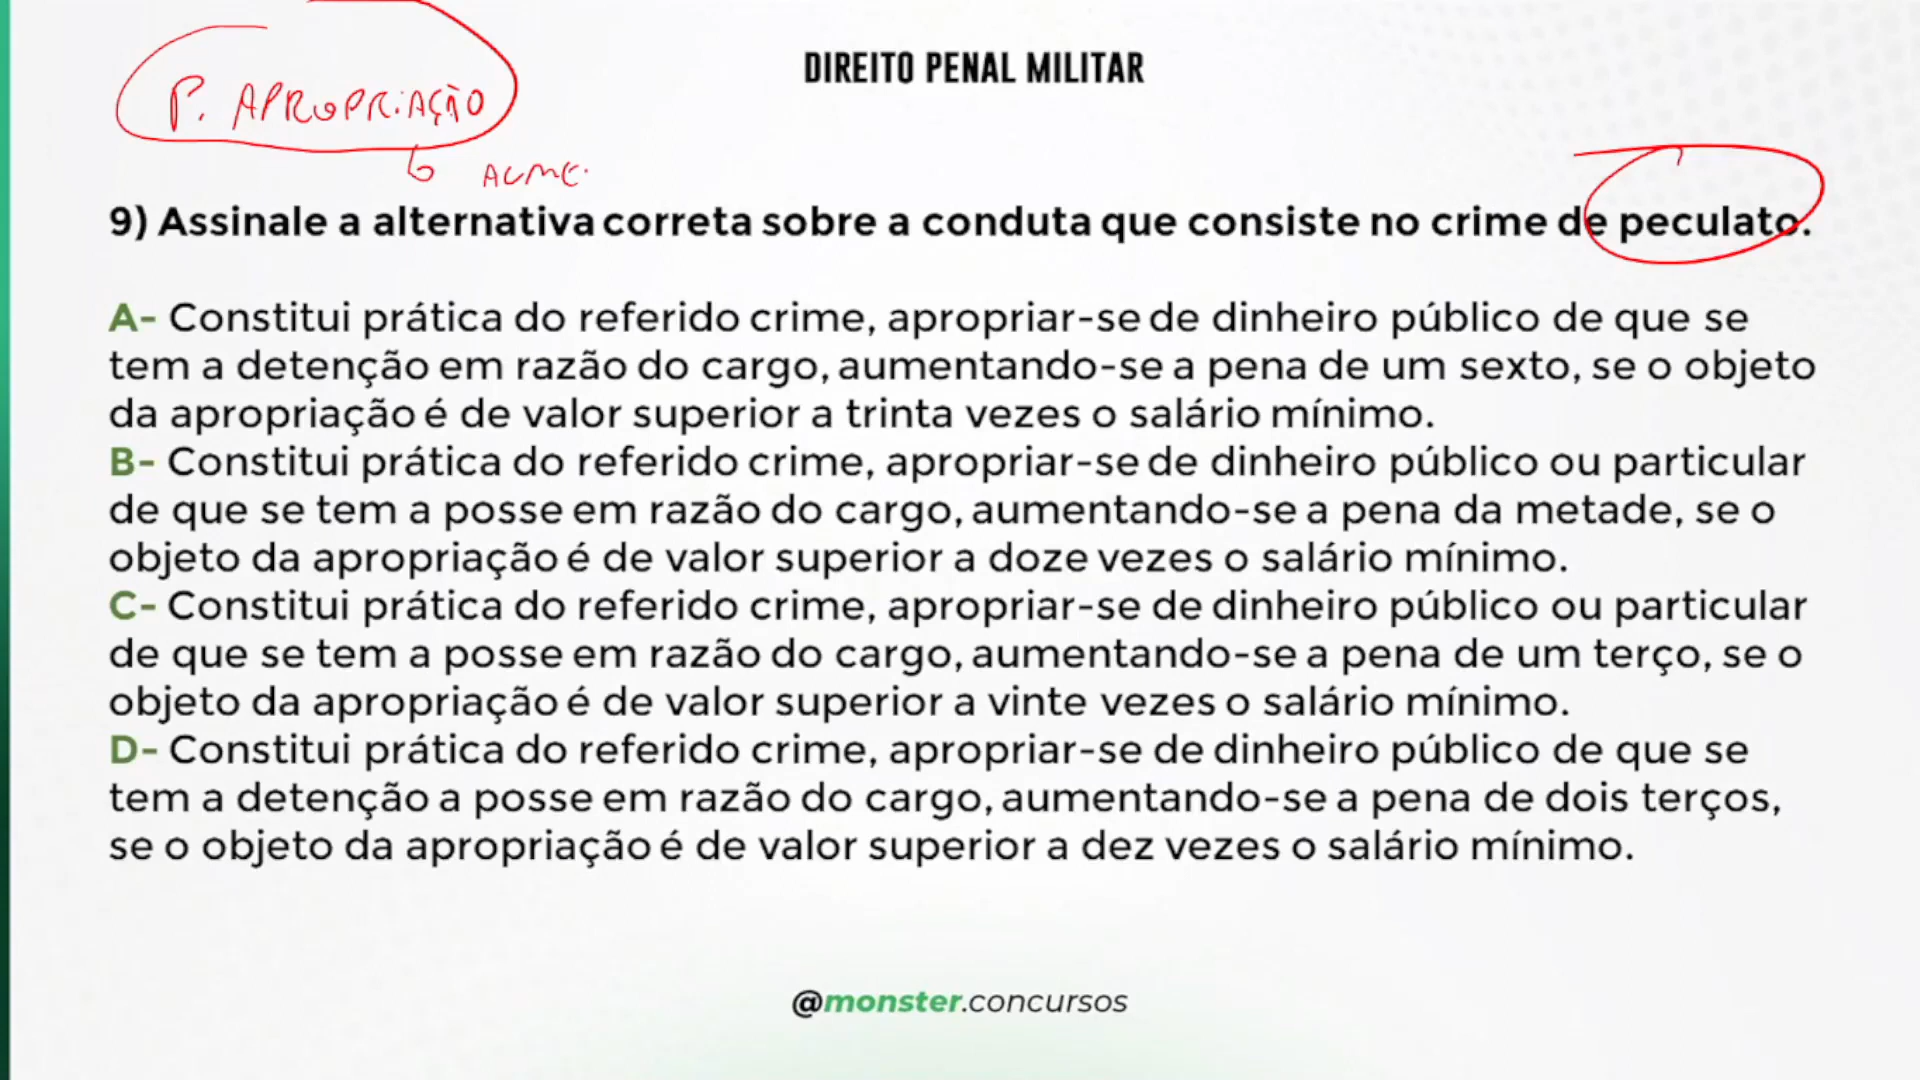 DIREITO PENAL MILITAR
P. APROPRIAÇÃO
AUME
9) Assinale a alternativa correta sobre a conduta que consiste no crime de peculato.
A- Constitui prática do referido crime, apropriar-se de dinheiro público de que se
tem a detenção em razão do cargo, aumentando-se a pena de um sexto, se o objeto
da apropriação é de valor superior a trinta vezes o salário mínimo.
B- Constitui prática do referido crime, apropriar-se de dinheiro público ou particular
de que se tem a posse em razão do cargo, aumentando-se a pena da metade, se o
objeto da apropriação é de valor superior a doze vezes o salário mínimo.
C- Constitui prática do referido crime, apropriar-se de dinheiro público ou particular
de que se tem a posse em razão do cargo, aumentando-se a pena de um terço, se o
objeto da apropriação é de valor superior a vinte vezes o salário mínimo.
D- Constitui prática do referido crime, apropriar-se de dinheiro público de que se
tem a detenção a posse em razão do cargo, aumentando-se a pena de dois terços,
se o objeto da apropriação é de valor superior a dez vezes o salário mínimo.
@monster.concursos